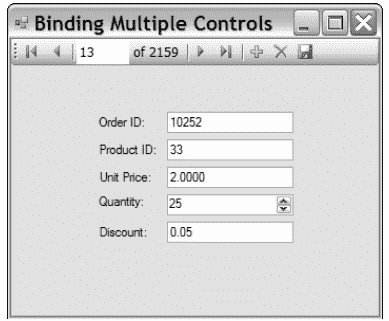 Binding Multiple Controls
13 of 2159
Order ID: 10252
Product ID: 33
Unit Price: 2.0000
Quantity: 25
Discount: 0.05